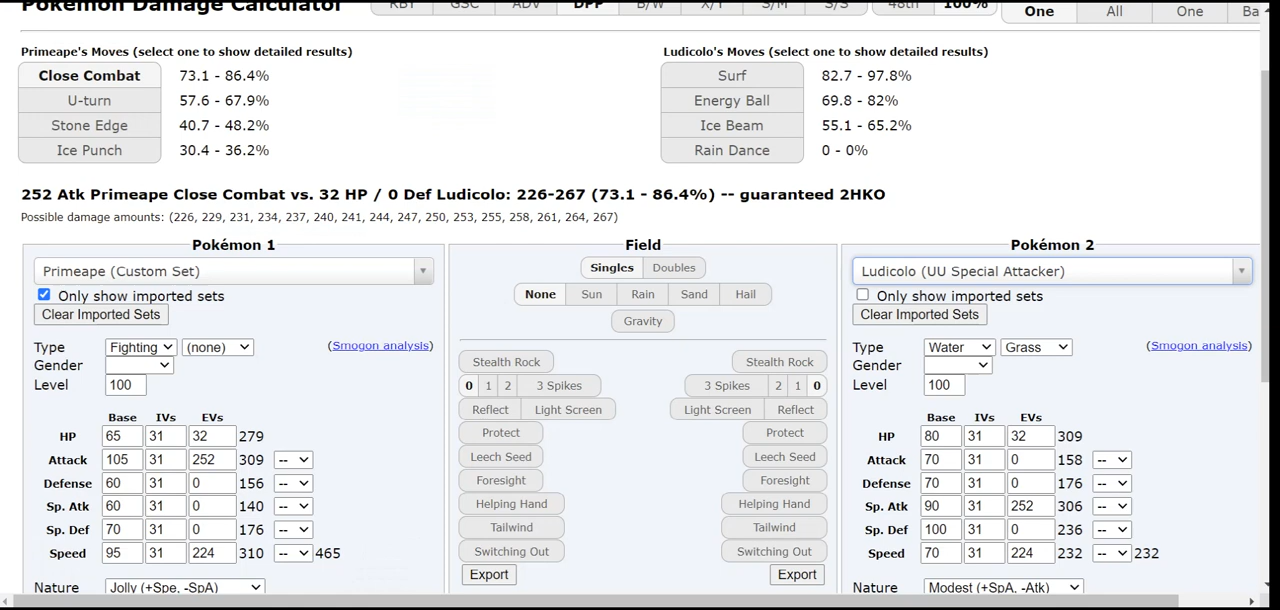 Pokémon Damage Calculator RBY GSC ADV DPP B/W X/Y S/M S/S 48th 100% One All One Ba
Primeape's Moves (select one to show detailed results) Ludicolo's Moves (select one to show detailed results)
Close Combat 73.1 - 86.4% Surf 82.7 - 97.8%
U-turn 57.6 - 67.9% Energy Ball 69.8 - 82%
Stone Edge 40.7 - 48.2% Ice Beam 55.1 - 65.2%
Ice Punch 30.4 - 36.2% Rain Dance 0 - 0%
252 Atk Primeape Close Combat vs. 32 HP / 0 Def Ludicolo: 226-267 (73.1 - 86.4%) -- guaranteed 2HKO
Possible damage amounts: (226, 229, 231, 234, 237, 240, 241, 244, 247, 250, 253, 255, 258, 261, 264, 267)
Pokémon 1 Field Pokémon 2
Primeape (Custom Set) Singles Doubles Ludicolo (UU Special Attacker)
Only show imported sets None Sun Rain Sand Hail Only show imported sets
Clear Imported Sets Gravity Clear Imported Sets
Type Fighting (none) (Smogon analysis) Type Water Grass (Smogon analysis)
Gender Stealth Rock Stealth Rock Gender
Level 100 0 1 2 3 Spikes 3 Spikes 2 1 0 Level 100
Reflect Light Screen Light Screen Reflect
Base IVs EVs Base IVs EVs
HP 65 31 32 279 Protect Protect HP 80 31 32 309
Attack 105 31 252 309 -- Leech Seed Leech Seed Attack 70 31 0 158 --
Defense 60 31 0 156 -- Foresight Foresight Defense 70 31 0 176 --
Sp. Atk 60 31 0 140 -- Helping Hand Helping Hand Sp. Atk 90 31 252 306 --
Sp. Def 70 31 0 176 -- Tailwind Tailwind Sp. Def 100 31 0 236 --
Speed 95 31 224 310 -- 465 Switching Out Switching Out Speed 70 31 224 232 -- 232
Export Export
Nature Jolly (+Spe, -SpA) Nature Modest (+SpA, -Atk)